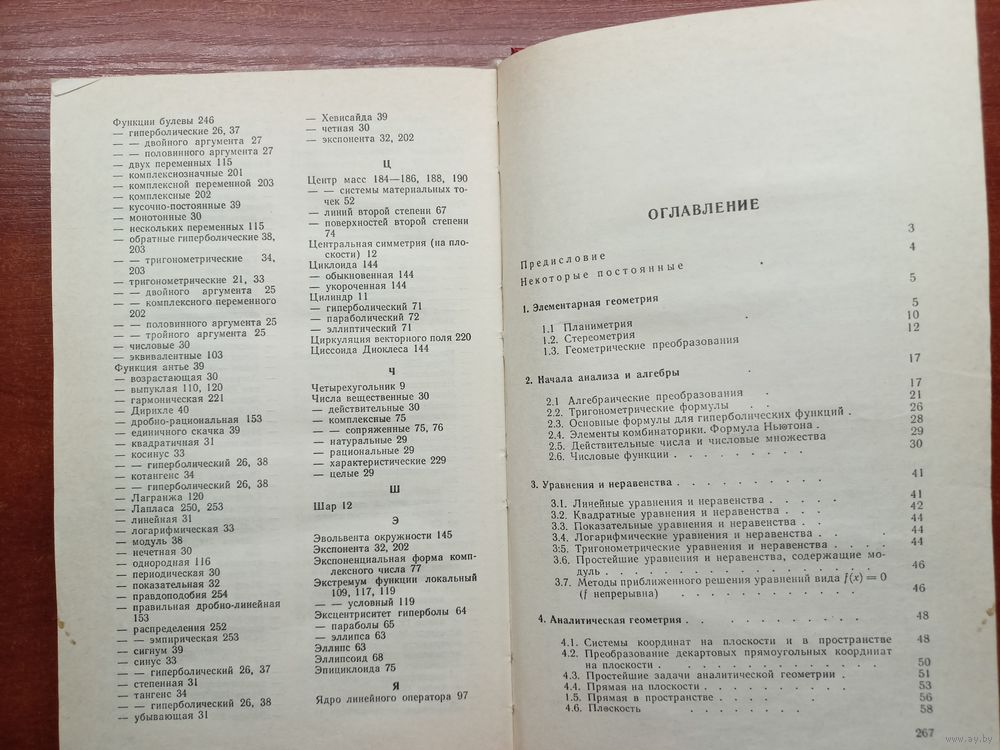 Функции булевы 246
— гиперболические 26, 37
— — двойного аргумента 27
— — половинного аргумента 27
— двух переменных 115
— комплекснозначные 201
— комплексной переменной 203
— комплексные 202
— кусочно-постоянные 39
— монотонные 30
— нескольких переменных 115
— обратные гиперболические 38,
203
— — тригонометрические 34,
203
— тригонометрические 21, 33
— — двойного аргумента 25
— — комплексного переменного
202
— — половинного аргумента 25
— — тройного аргумента 25
— числовые 30
— эквивалентные 103
Функция антье 39
— возрастающая 30
— выпуклая 110, 120
— гармоническая 221
— Дирихле 40
— дробно-рациональная 153
— единичного скачка 39
— квадратичная 31
— косинус 33
— — гиперболический 26, 38
— котангенс 34
— — гиперболический 26, 38
— Лагранжа 120
— Лапласа 250, 253
— линейная 31
— логарифмическая 33
— модуль 38
— нечетная 30
— однородная 116
— периодическая 30
— показательная 32
— правдоподобия 254
— правильная дробно-линейная
153
— распределения 252
— — эмпирическая 253
— сигнум 39
— синус 33
— — гиперболический 26, 37
— степенная 31
— тангенс 34
— — гиперболический 26, 38
— убывающая 31
— Хевисайда 39
— четная 30
— экспонента 32, 202
Ц
Центр масс 184—186, 188, 190
— — системы материальных то-
чек 52
— линий второй степени 67
— поверхностей второй степени
74
Центральная симметрия (на пло-
скости) 12
Циклоида 144
— обыкновенная 144
— укороченная 144
Цилиндр 11
— гиперболический 71
— параболический 72
— эллиптический 71
Циркуляция векторного поля 220
Циссоида Диоклеса 144
Ч
Четырехугольник 9
Числа вещественные 30
— действительные 30
— комплексные 75
— — сопряженные 75, 76
— натуральные 29
— рациональные 29
— характеристические 229
— целые 29
Ш
Шар 12
Э
Эвольвента окружности 145
Экспонента 32, 202
Экспоненциальная форма комп-
лексного числа 77
Экстремум функции локальный
109, 117, 119
— — условный 119
Эксцентриситет гиперболы 64
— параболы 65
— эллипса 63
Эллипс 63
Эллипсоид 68
Эпициклоида 75
Я
Ядро линейного оператора 97
ОГЛАВЛЕНИЕ
Предисловие 3
Некоторые постоянные 4
1. Элементарная геометрия 5
1.1 Планиметрия 5
1.2. Стереометрия 10
1.3. Геометрические преобразования 12
2. Начала анализа и алгебры 17
2.1 Алгебраические преобразования . 17
2.2. Тригонометрические формулы . . 21
2.3. Основные формулы для гиперболических функций . 26
2.4. Элементы комбинаторики. Формула Ньютона . 28
2.5. Действительные числа и числовые множества 29
2.6. Числовые функции . . . . . . . 30
3. Уравнения и неравенства . . . . . . . . . 41
3.1. Линейные уравнения и неравенства . . . . . 41
3.2. Квадратные уравнения и неравенства . . . . 42
3.3. Показательные уравнения и неравенства . . 44
3.4. Логарифмические уравнения и неравенства . . 44
3:5. Тригонометрические уравнения и неравенства . . . . 44
3.6. Простейшие уравнения и неравенства, содержащие мо-
дуль . . . . . . . . . . . . 46
3.7. Методы приближенного решения уравнений вида f(x) = 0
(f непрерывна) . . . . . . . . . 46
4. Аналитическая геометрия . . . . . . . . . 48
4.1. Системы координат на плоскости и в пространстве 48
4.2. Преобразование декартовых прямоугольных координат
на плоскости . . . . . . . . . . . 50
4.3. Простейшие задачи аналитической геометрии . 51
4.4. Прямая на плоскости . . . . . . . . . 53
1.5. Прямая в пространстве . . . . 56
4.6. Плоскость . . . . . . . 58
267
www.ay.by